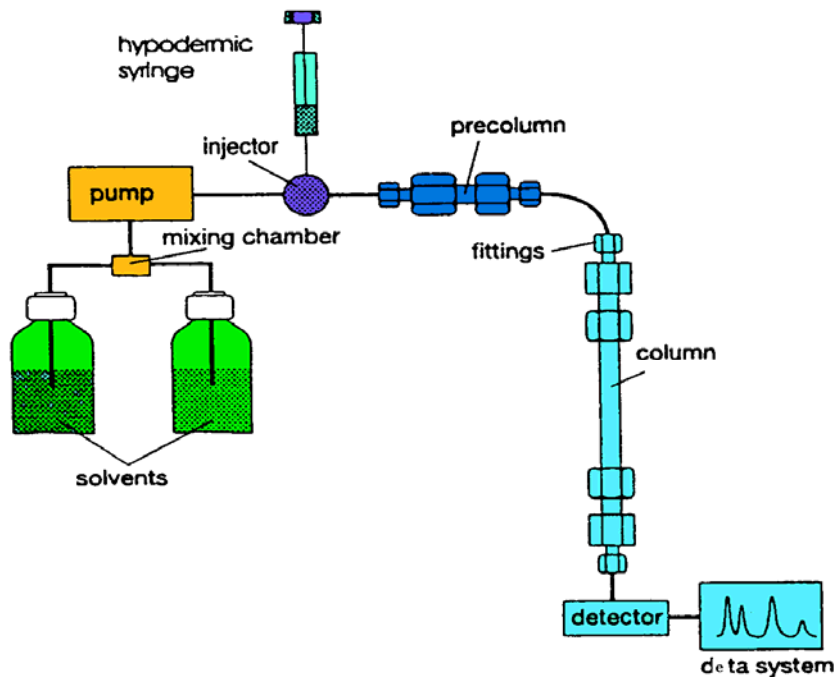 hypodermic
syringe
injector
precolumn
pump
mixing chamber
fittings
column
solvents
detector
deta system